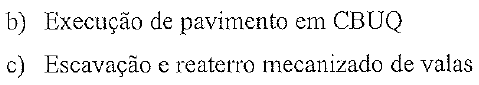 b) Execução de pavimento em CBUQ
c) Escavação e reaterro mecanizado de valas